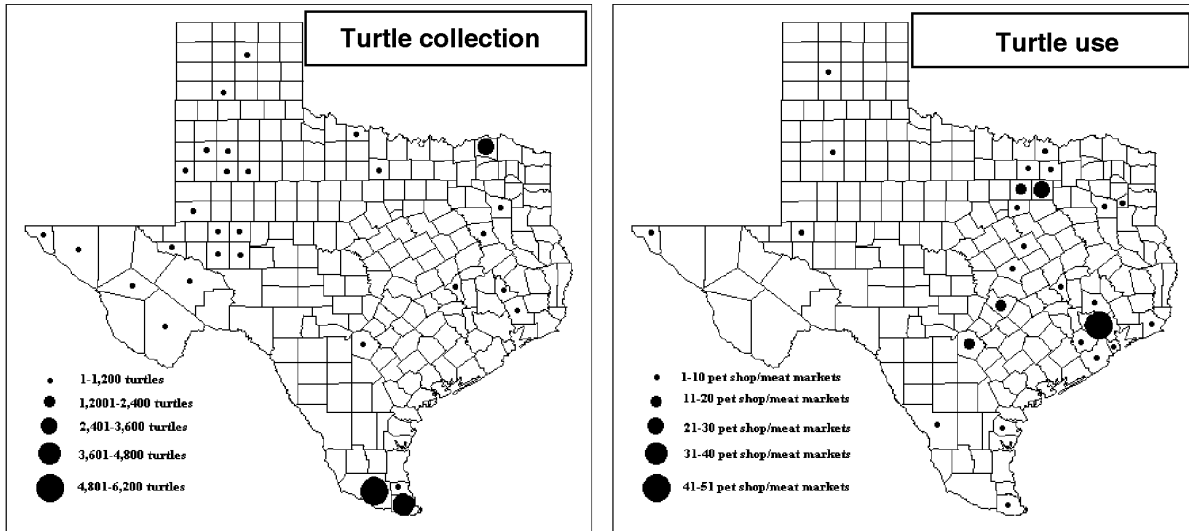 Turtle collection
1-1,200 turtles
1,2001-2,400 turtles
2,401-3,600 turtles
3,601-4,800 turtles
4,801-6,200 turtles
Turtle use
1-10 pet shop/meat markets
11-20 pet shop/meat markets
21-30 pet shop/meat markets
31-40 pet shop/meat markets
41-51 pet shop/meat markets